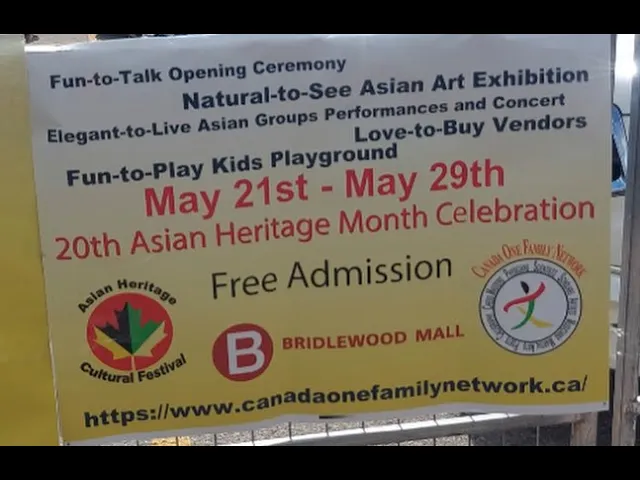 Fun-to-Talk Opening Ceremony
Natural-to-See Asian Art Exhibition
Elegant-to-Live Asian Groups Performances and Concert
Love-to-Buy Vendors
Fun-to-Play Kids Playground
May 21st - May 29th
20th Asian Heritage Month Celebration
Free Admission
Asian Heritage
Cultural Festival
B BRIDLEWOOD MALL
CANADA ONE FAMILY NETWORK
https://www.canadaonefamilynetwork.ca/